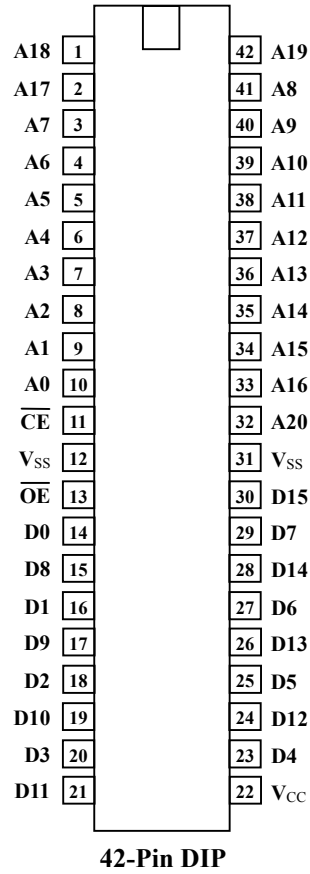 A18 1 42 A19
A17 2 41 A8
A7 3 40 A9
A6 4 39 A10
A5 5 38 A11
A4 6 37 A12
A3 7 36 A13
A2 8 35 A14
A1 9 34 A15
A0 10 33 A16
C̅E̅ 11 32 A20
VSS 12 31 VSS
O̅E̅ 13 30 D15
D0 14 29 D7
D8 15 28 D14
D1 16 27 D6
D9 17 26 D13
D2 18 25 D5
D10 19 24 D12
D3 20 23 D4
D11 21 22 VCC
42-Pin DIP